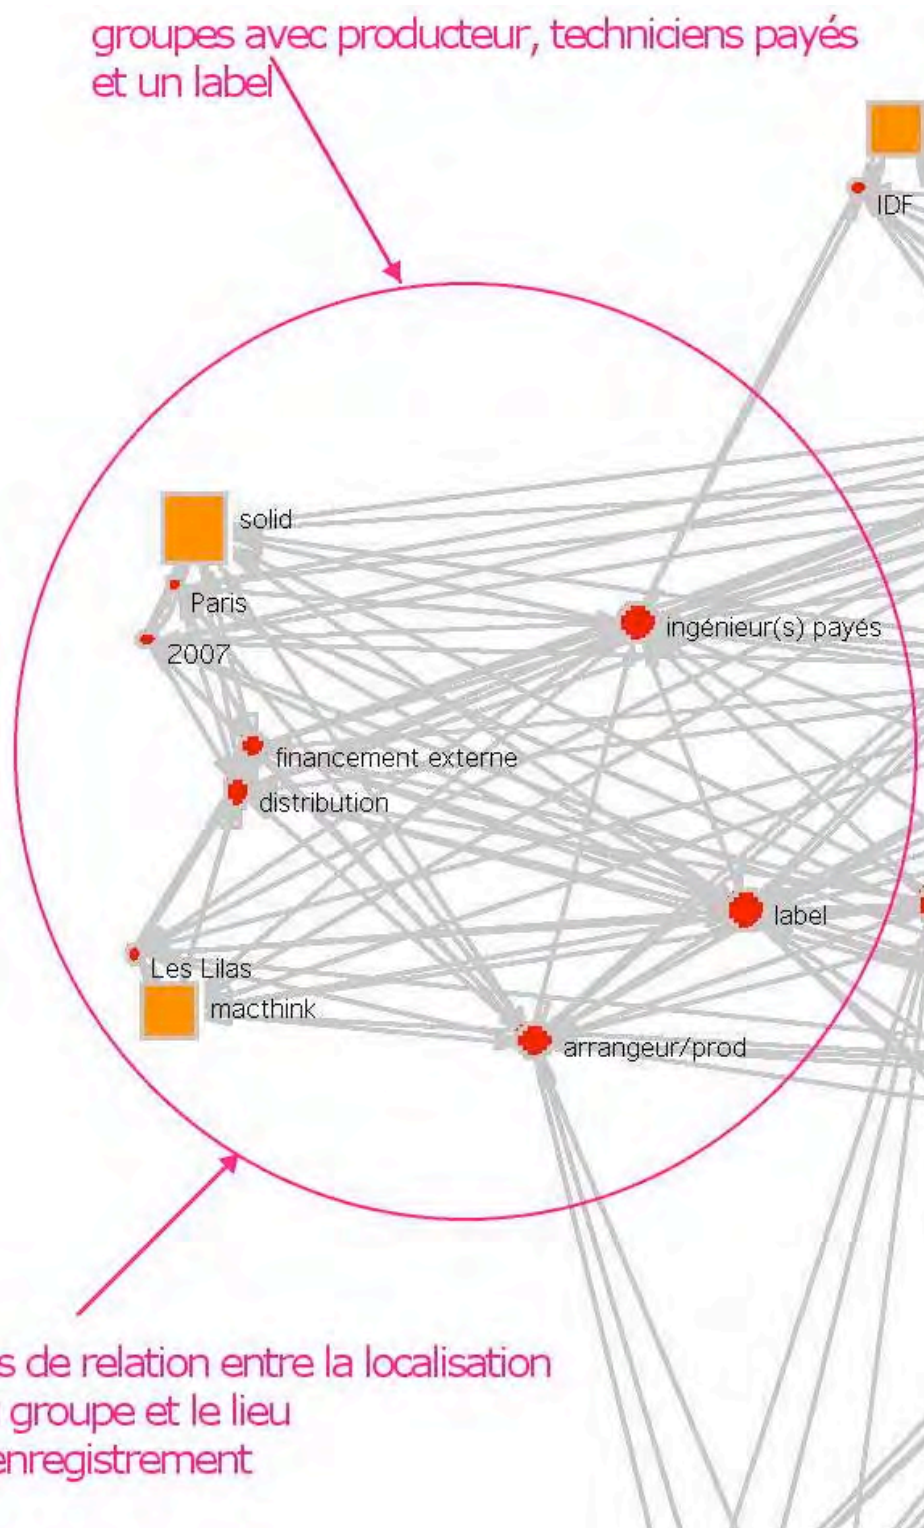 groupes avec producteur, techniciens payés
et un label
IDF
solid
Paris
ingénieur(s) payés
2007
financement externe
distribution
label
Les Lilas
macthink
arrangeur/prod
s de relation entre la localisation
groupe et le lieu
enregistrement